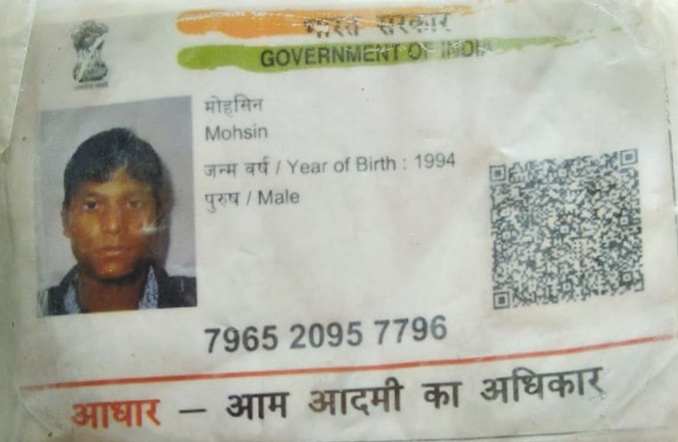 भारत सरकार
GOVERNMENT OF INDIA
मोहसिन
Mohsin
जन्म वर्ष / Year of Birth : 1994
पुरुष / Male
7965 2095 7796
आधार – आम आदमी का अधिकार